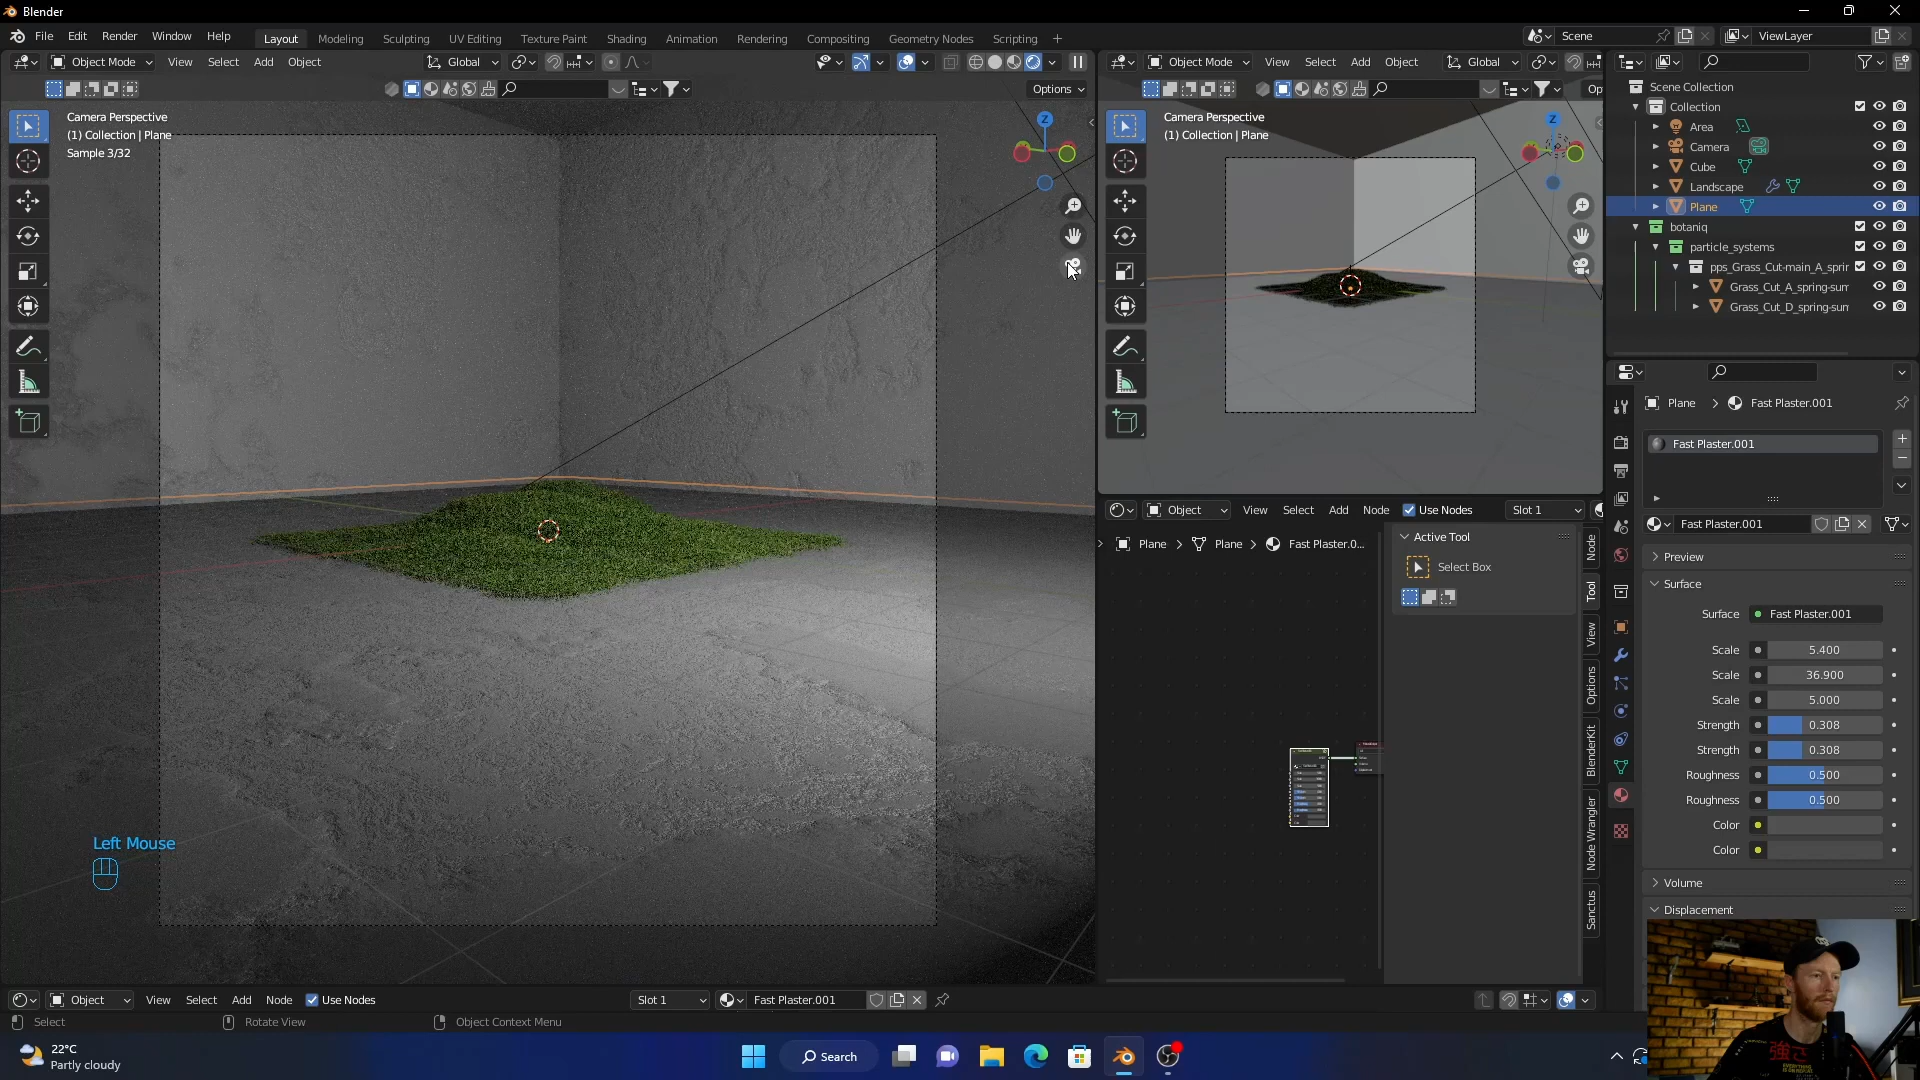 Blender
File Edit Render Window Help
Layout Modeling Sculpting UV Editing Texture Paint Shading Animation Rendering Compositing Geometry Nodes Scripting +
Scene
ViewLayer
Object Mode View Select Add Object
Global
Options
Object Mode View Select Add Object
Global
Op
Camera Perspective
(1) Collection | Plane
Sample 3/32
Z
Camera Perspective
(1) Collection | Plane
Z
Scene Collection
Collection
Area
Camera
Cube
Landscape
Plane
botaniq
particle_systems
pps_Grass_Cut-main_A_sprir
Grass_Cut_A_spring-sum
Grass_Cut_D_spring-sun
Plane > Fast Plaster.001
Fast Plaster.001
Fast Plaster.001
Preview
Surface
Surface Fast Plaster.001
Scale 5.400
Scale 36.900
Scale 5.000
Strength 0.308
Strength 0.308
Roughness 0.500
Roughness 0.500
Color
Color
Volume
Displacement
Object View Select Add Node Use Nodes Slot 1
Plane > Plane > Fast Plaster.0...
Active Tool
Select Box
Node
Tool
View
Options
BlenderKit
Node Wrangler
Sanctus
Left Mouse
Object View Select Add Node Use Nodes Slot 1 Fast Plaster.001
Select Rotate View Object Context Menu
22°C
Partly cloudy
Search